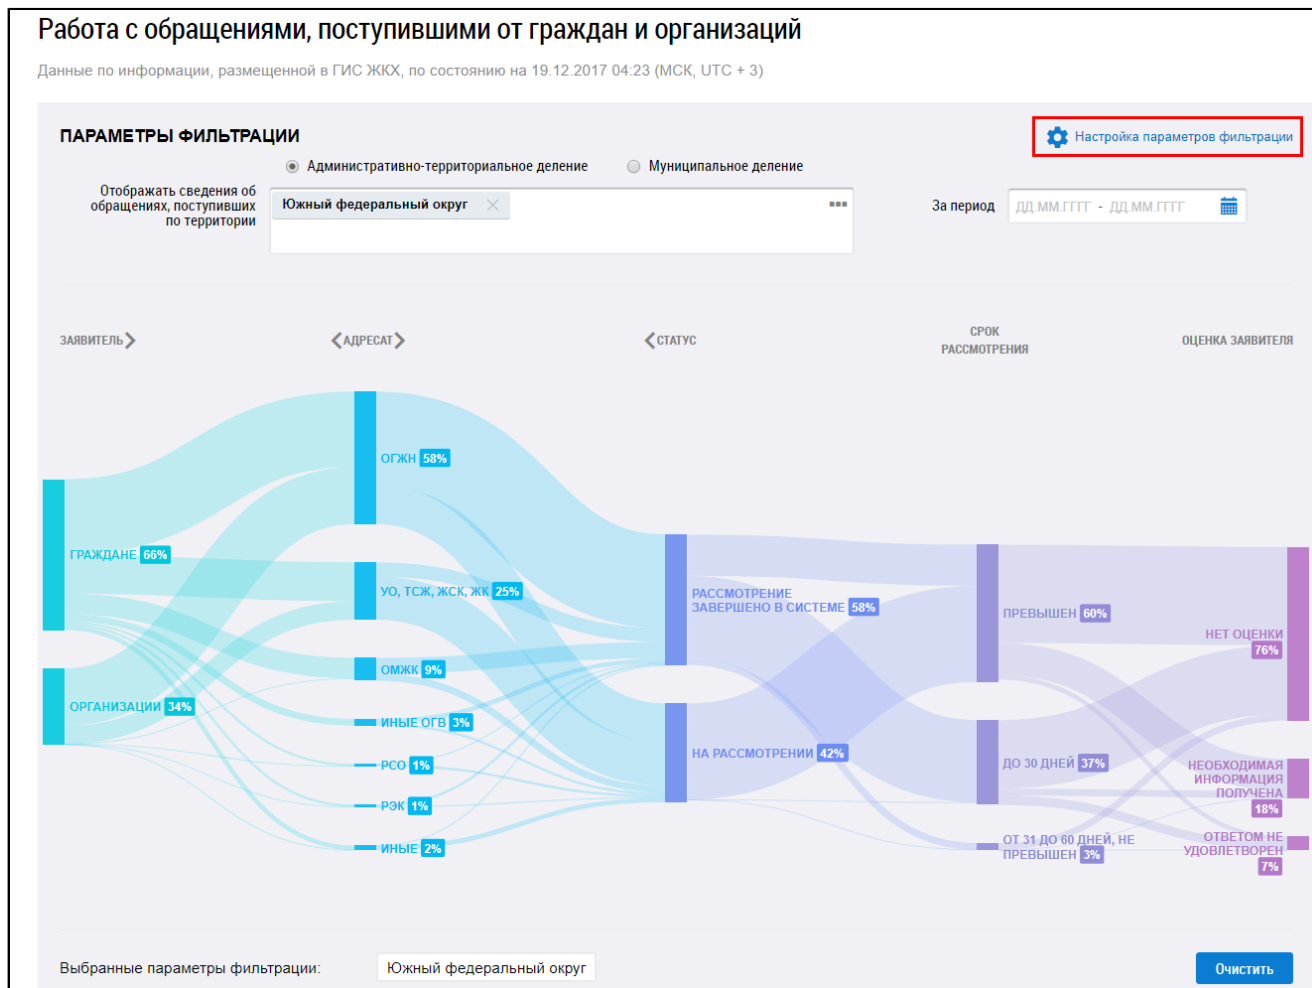 Работа с обращениями, поступившими от граждан и организаций
Данные по информации, размещенной в ГИС ЖКХ, по состоянию на 19.12.2017 04:23 (МСК, UTC + 3)
ПАРАМЕТРЫ ФИЛЬТРАЦИИ
Настройка параметров фильтрации
Административно-территориальное деление
Муниципальное деление
Отображать сведения об
обращениях, поступивших
по территории
Южный федеральный округ
За период
ДД.ММ.ГГГГ - ДД.ММ.ГГГГ
ЗАЯВИТЕЛЬ
АДРЕСАТ
СТАТУС
СРОК
РАССМОТРЕНИЯ
ОЦЕНКА ЗАЯВИТЕЛЯ
ГРАЖДАНЕ 66%
ОРГАНИЗАЦИИ 34%
ОГЖН 58%
УО, ТСЖ, ЖСК, ЖК 25%
ОМЖК 9%
ИНЫЕ ОГВ 3%
РСО 1%
РЭК 1%
ИНЫЕ 2%
РАССМОТРЕНИЕ
ЗАВЕРШЕНО В СИСТЕМЕ 58%
НА РАССМОТРЕНИИ 42%
ПРЕВЫШЕН 60%
ДО 30 ДНЕЙ 37%
ОТ 31 ДО 60 ДНЕЙ, НЕ
ПРЕВЫШЕН 3%
НЕТ ОЦЕНКИ
76%
НЕОБХОДИМАЯ
ИНФОРМАЦИЯ
ПОЛУЧЕНА
18%
ОТВЕТОМ НЕ
УДОВЛЕТВОРЕН
7%
Выбранные параметры фильтрации:
Южный федеральный округ
Очистить